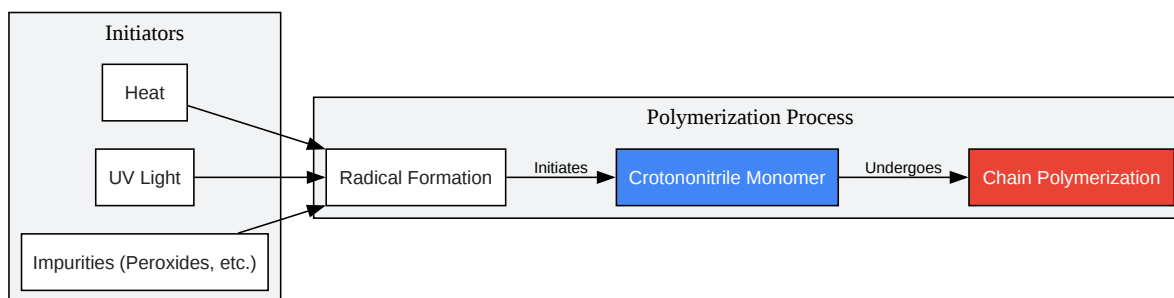 Initiators
Heat
UV Light
Impurities (Peroxides, etc.)
Polymerization Process
Radical Formation
Initiates
Crotononitrile Monomer
Undergoes
Chain Polymerization